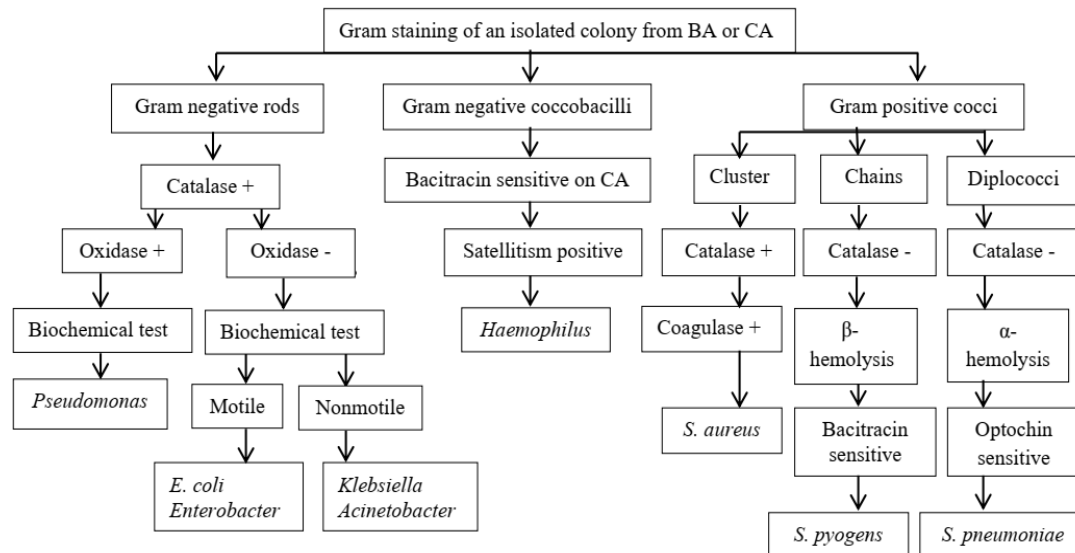 Gram staining of an isolated colony from BA or CA
Gram negative rods
Gram negative coccobacilli
Gram positive cocci
Catalase +
Bacitracin sensitive on CA
Cluster
Chains
Diplococci
Oxidase +
Oxidase -
Satellitism positive
Catalase +
Catalase -
Catalase -
Biochemical test
Biochemical test
Haemophilus
Coagulase +
β-
hemolysis
α-
hemolysis
Pseudomonas
Motile
Nonmotile
S. aureus
Bacitracin
sensitive
Optochin
sensitive
E. coli
Enterobacter
Klebsiella
Acinetobacter
S. pyogens
S. pneumoniae